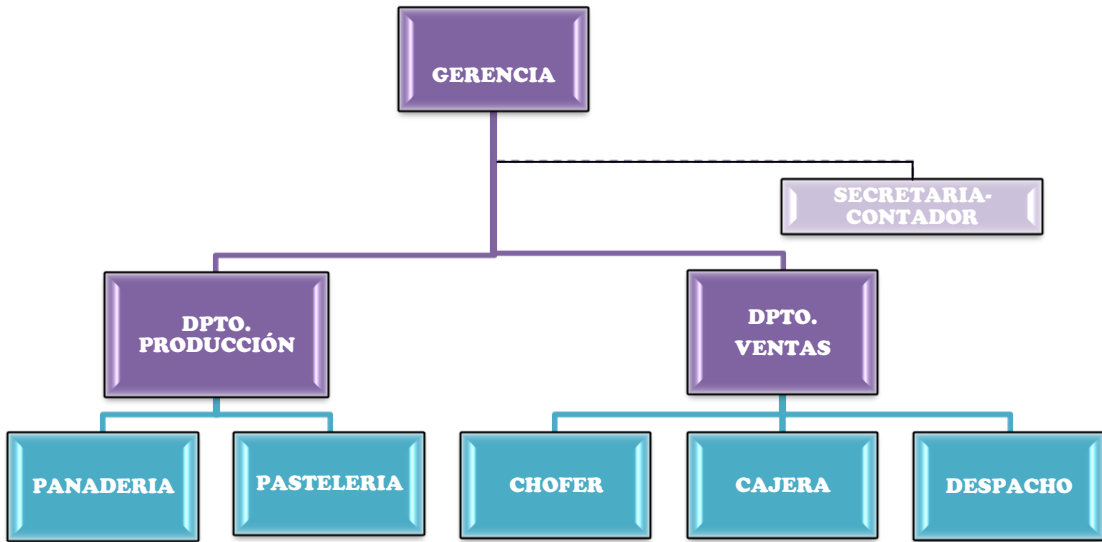 GERENCIA
SECRETARIA-
CONTADOR
DPTO.
PRODUCCIÓN
DPTO.
VENTAS
PANADERIA
PASTELERIA
CHOFER
CAJERA
DESPACHO